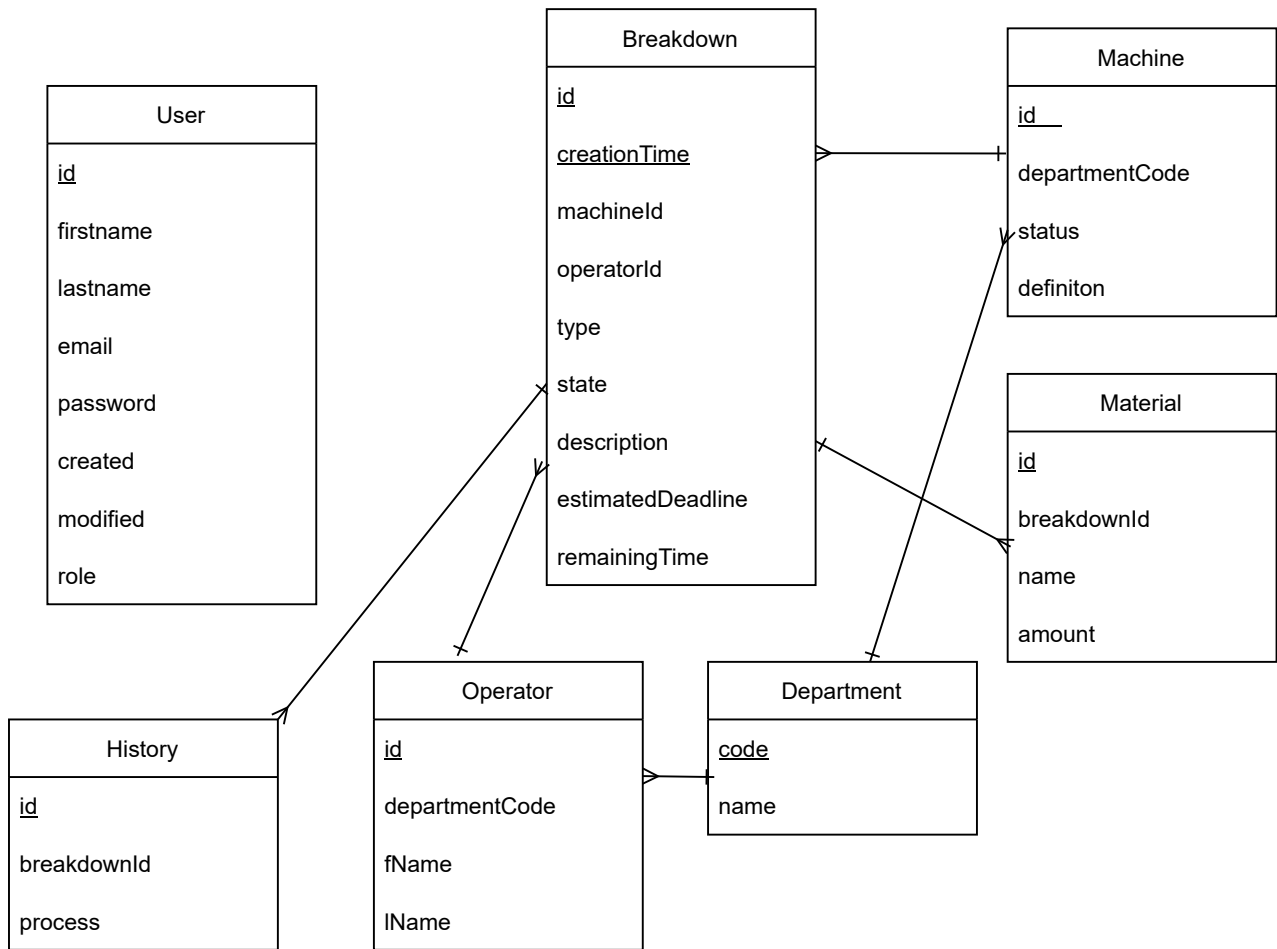 User
id
firstname
lastname
email
password
created
modified
role
Breakdown
id
creationTime
machineId
operatorId
type
state
description
estimatedDeadline
remainingTime
Machine
id
departmentCode
status
definiton
Material
id
breakdownId
name
amount
History
id
breakdownId
process
Operator
id
departmentCode
fName
lName
Department
code
name